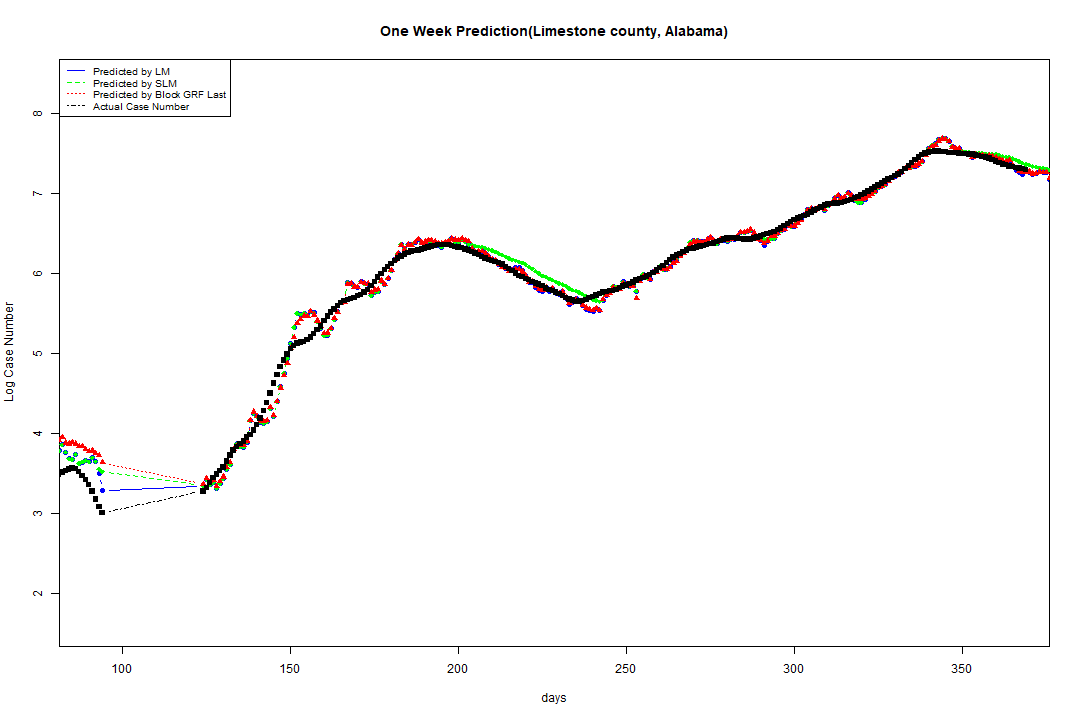 One Week Prediction(Limestone county, Alabama)
Predicted by LM
Predicted by SLM
Predicted by Block GRF Last
Actual Case Number
Log Case Number
8
7
6
5
4
3
2
100 150 200 250 300 350
days